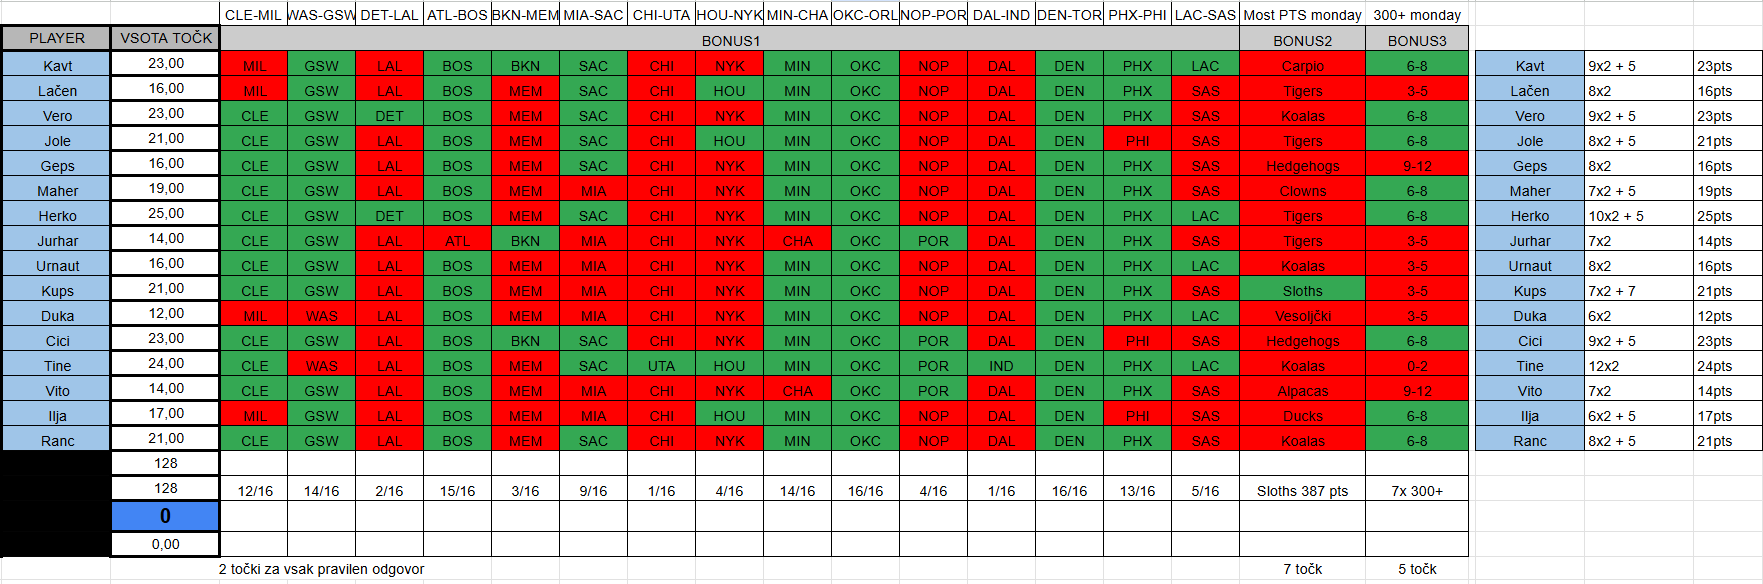 CLE-MIL WAS-GSW DET-LAL ATL-BOS BKN-MEM MIA-SAC CHI-UTA HOU-NYK MIN-CHA OKC-ORL NOP-POR DAL-IND DEN-TOR PHX-PHI LAC-SAS Most PTS monday 300+ monday
PLAYER VSOTA TOČK BONUS1 BONUS2 BONUS3
Kavt 23,00 MIL GSW LAL BOS BKN SAC CHI NYK MIN OKC NOP DAL DEN PHX LAC Carpio 6-8 Kavt 9x2 + 5 23pts
Lačen 16,00 MIL GSW LAL BOS MEM SAC CHI HOU MIN OKC NOP DAL DEN PHX SAS Tigers 3-5 Lačen 8x2 16pts
Vero 23,00 CLE GSW DET BOS MEM SAC CHI NYK MIN OKC NOP DAL DEN PHX SAS Koalas 6-8 Vero 9x2 + 5 23pts
Jole 21,00 CLE GSW LAL BOS MEM SAC CHI HOU MIN OKC NOP DAL DEN PHI SAS Tigers 6-8 Jole 8x2 + 5 21pts
Geps 16,00 CLE GSW LAL BOS MEM SAC CHI NYK MIN OKC NOP DAL DEN PHX SAS Hedgehogs 9-12 Geps 8x2 16pts
Maher 19,00 CLE GSW LAL BOS MEM MIA CHI NYK MIN OKC NOP DAL DEN PHX SAS Clowns 6-8 Maher 7x2 + 5 19pts
Herko 25,00 CLE GSW DET BOS MEM SAC CHI NYK MIN OKC NOP DAL DEN PHX LAC Tigers 6-8 Herko 10x2 + 5 25pts
Jurhar 14,00 CLE GSW LAL ATL BKN MIA CHI NYK CHA OKC POR DAL DEN PHX SAS Tigers 3-5 Jurhar 7x2 14pts
Urnaut 16,00 CLE GSW LAL BOS MEM MIA CHI NYK MIN OKC NOP DAL DEN PHX LAC Koalas 3-5 Urnaut 8x2 16pts
Kups 21,00 CLE GSW LAL BOS MEM MIA CHI NYK MIN OKC NOP DAL DEN PHX SAS Sloths 3-5 Kups 7x2 + 7 21pts
Duka 12,00 MIL WAS LAL BOS MEM MIA CHI NYK MIN OKC NOP DAL DEN PHX LAC Vesoljčki 3-5 Duka 6x2 12pts
Cici 23,00 CLE GSW LAL BOS BKN SAC CHI NYK MIN OKC POR DAL DEN PHI SAS Hedgehogs 6-8 Cici 9x2 + 5 23pts
Tine 24,00 CLE WAS LAL BOS MEM SAC UTA HOU MIN OKC POR IND DEN PHX LAC Koalas 0-2 Tine 12x2 24pts
Vito 14,00 CLE GSW LAL BOS MEM MIA CHI NYK CHA OKC POR DAL DEN PHX SAS Alpacas 9-12 Vito 7x2 14pts
Ilja 17,00 MIL GSW LAL BOS MEM MIA CHI HOU MIN OKC NOP DAL DEN PHI SAS Ducks 6-8 Ilja 6x2 + 5 17pts
Ranc 21,00 CLE GSW LAL BOS MEM SAC CHI NYK MIN OKC NOP DAL DEN PHX SAS Koalas 6-8 Ranc 8x2 + 5 21pts
128
128 12/16 14/16 2/16 15/16 3/16 9/16 1/16 4/16 14/16 16/16 4/16 1/16 16/16 13/16 5/16 Sloths 387 pts 7x 300+
0
0,00
2 točki za vsak pravilen odgovor 7 točk 5 točk